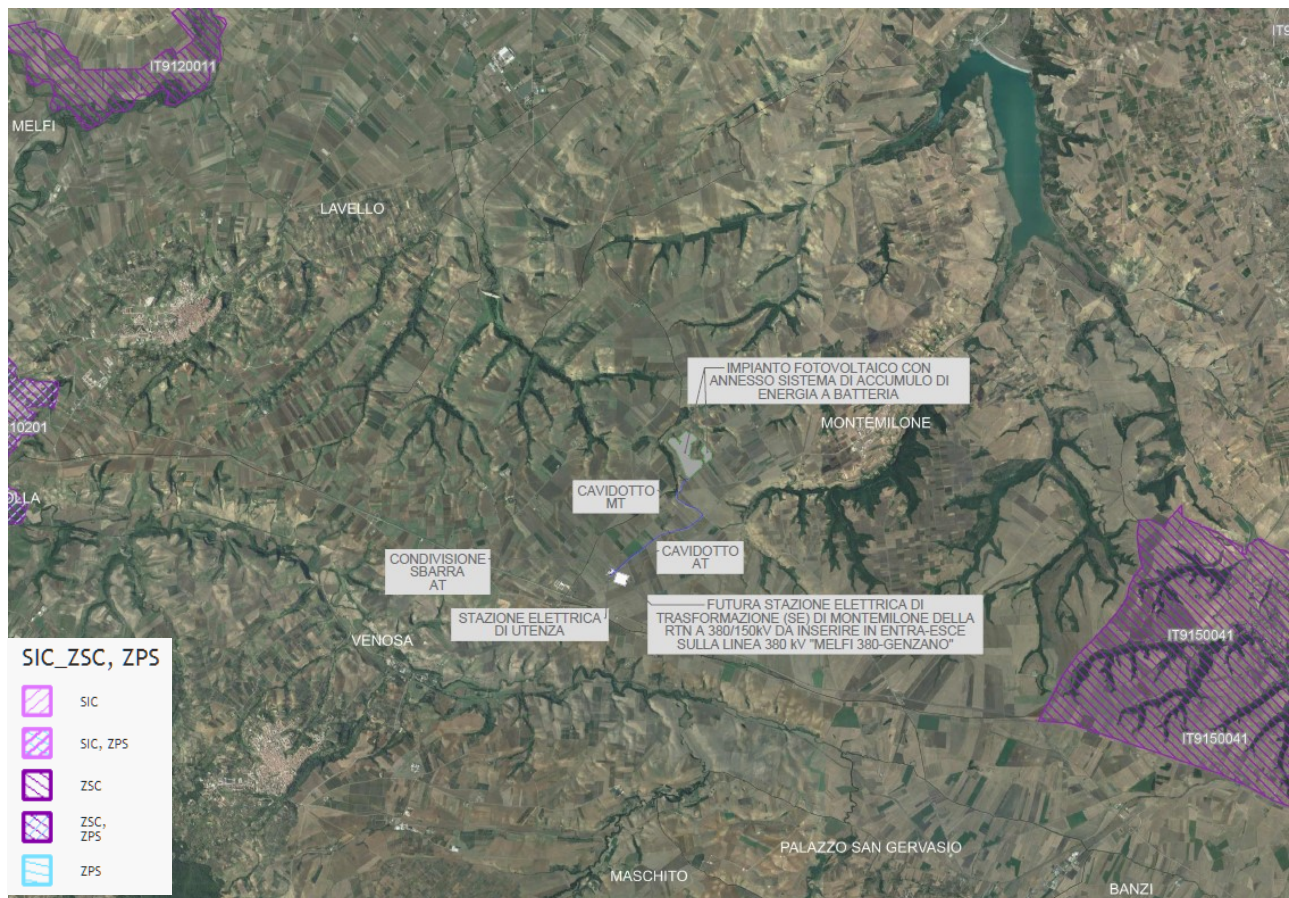 IT9120011
IT9
MELFI
LAVELLO
IMPIANTO FOTOVOLTAICO CON
ANNESSO SISTEMA DI ACCUMULO DI
ENERGIA A BATTERIA
10201
MONTEMILONE
OLLA
CAVIDOTTO
MT
CONDIVISIONE
SBARRA
AT
CAVIDOTTO
AT
STAZIONE ELETTRICA
DI UTENZA
FUTURA STAZIONE ELETTRICA DI
TRASFORMAZIONE (SE) DI MONTEMILONE DELLA
RTN A 380/150kV DA INSERIRE IN ENTRA-ESCE
SULLA LINEA 380 kV "MELFI 380-GENZANO"
VENOSA
IT9150041
IT9150041
SIC_ZSC, ZPS
SIC
SIC, ZPS
ZSC
ZSC,
ZPS
ZPS
PALAZZO SAN GERVASIO
MASCHITO
BANZI